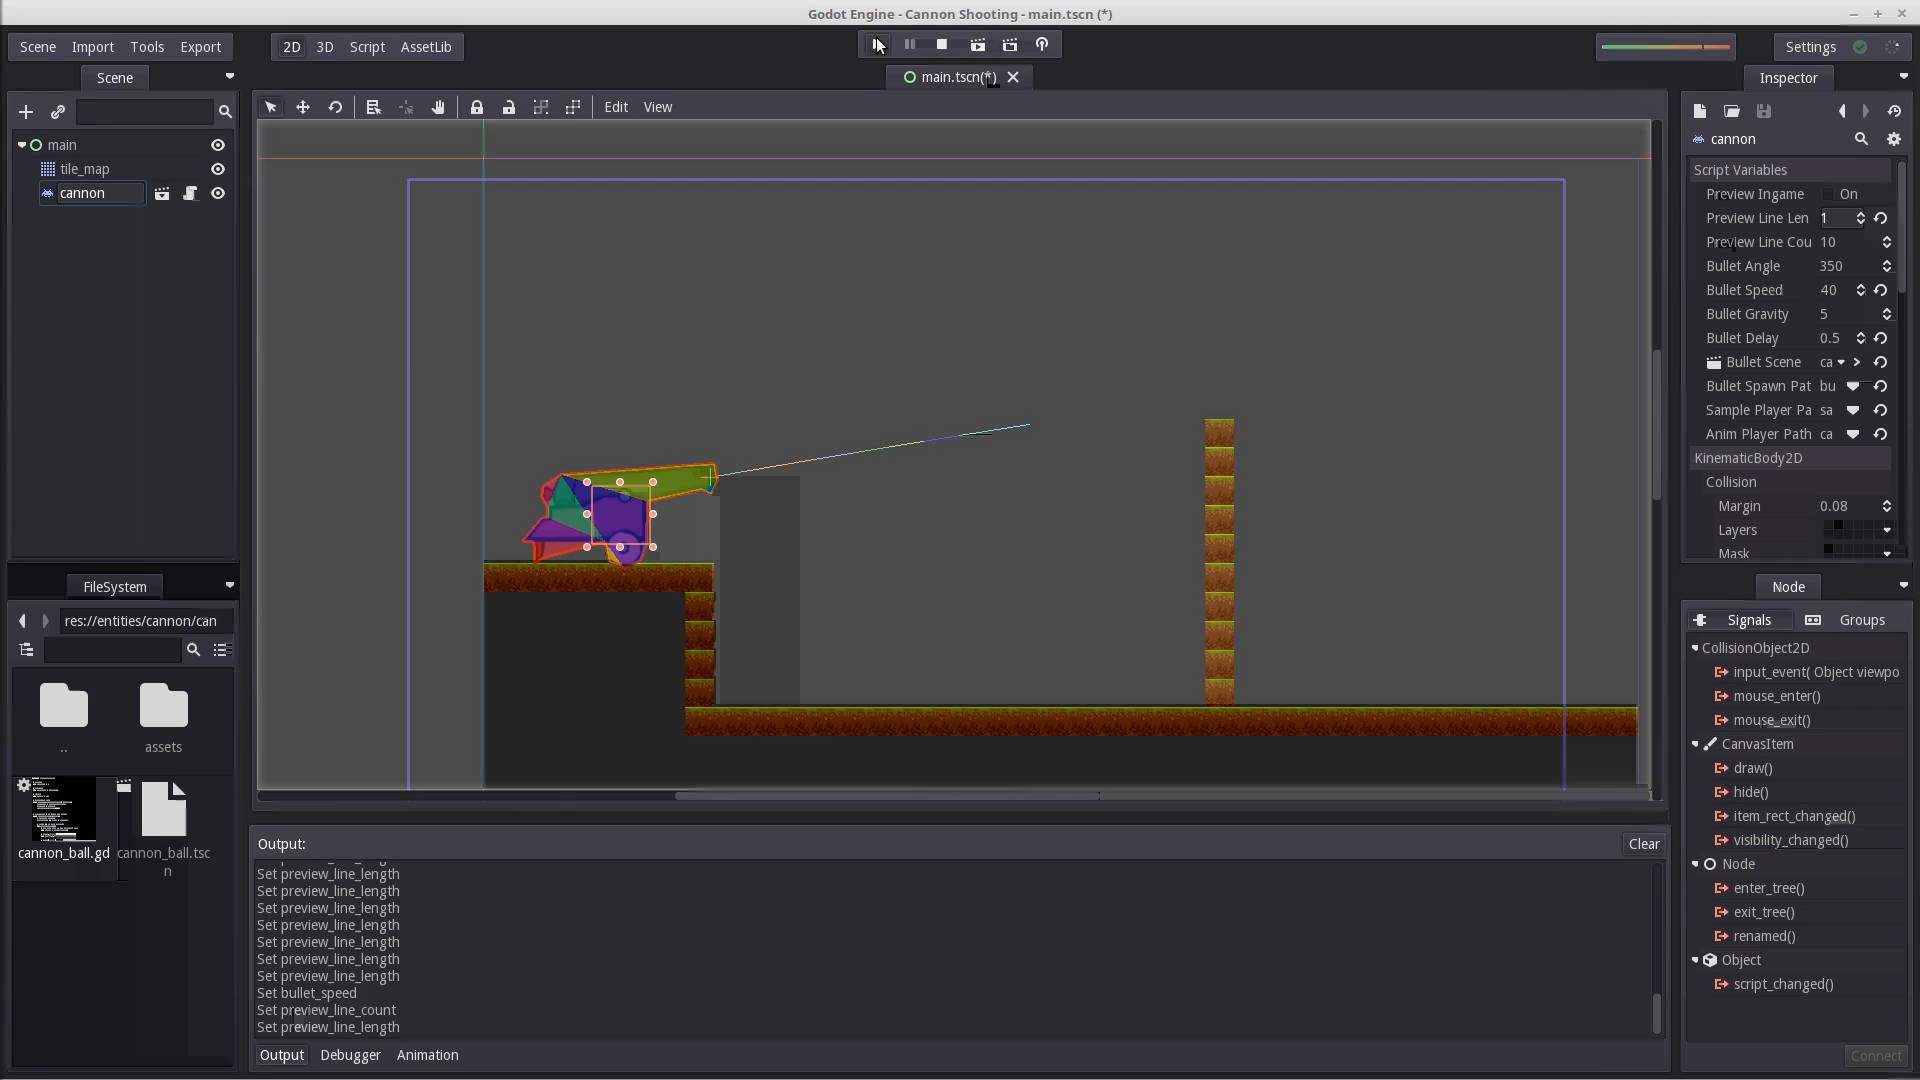 Godot Engine - Cannon Shooting - main.tscn (*)
Scene Import Tools Export
2D 3D Script AssetLib
Settings
Scene
main.tscn(*)
Inspector
Edit View
main
tile_map
cannon
cannon
Script Variables
Preview Ingame On
Preview Line Len 1
Preview Line Cou 10
Bullet Angle 350
Bullet Speed 40
Bullet Gravity 5
Bullet Delay 0.5
Bullet Scene ca
Bullet Spawn Pat bu
Sample Player Pa sa
Anim Player Path ca
KinematicBody2D
Collision
Margin 0.08
Layers
Mask
FileSystem
res://entities/cannon/can
..
assets
cannon_ball.gd
cannon_ball.tsc
n
Node
Signals Groups
CollisionObject2D
input_event( Object viewpo
mouse_enter()
mouse_exit()
CanvasItem
draw()
hide()
item_rect_changed()
visibility_changed()
Node
enter_tree()
exit_tree()
renamed()
Object
script_changed()
Connect
Output:
Clear
Set preview_line_length
Set preview_line_length
Set preview_line_length
Set preview_line_length
Set preview_line_length
Set preview_line_length
Set preview_line_length
Set bullet_speed
Set preview_line_count
Set preview_line_length
Output Debugger Animation